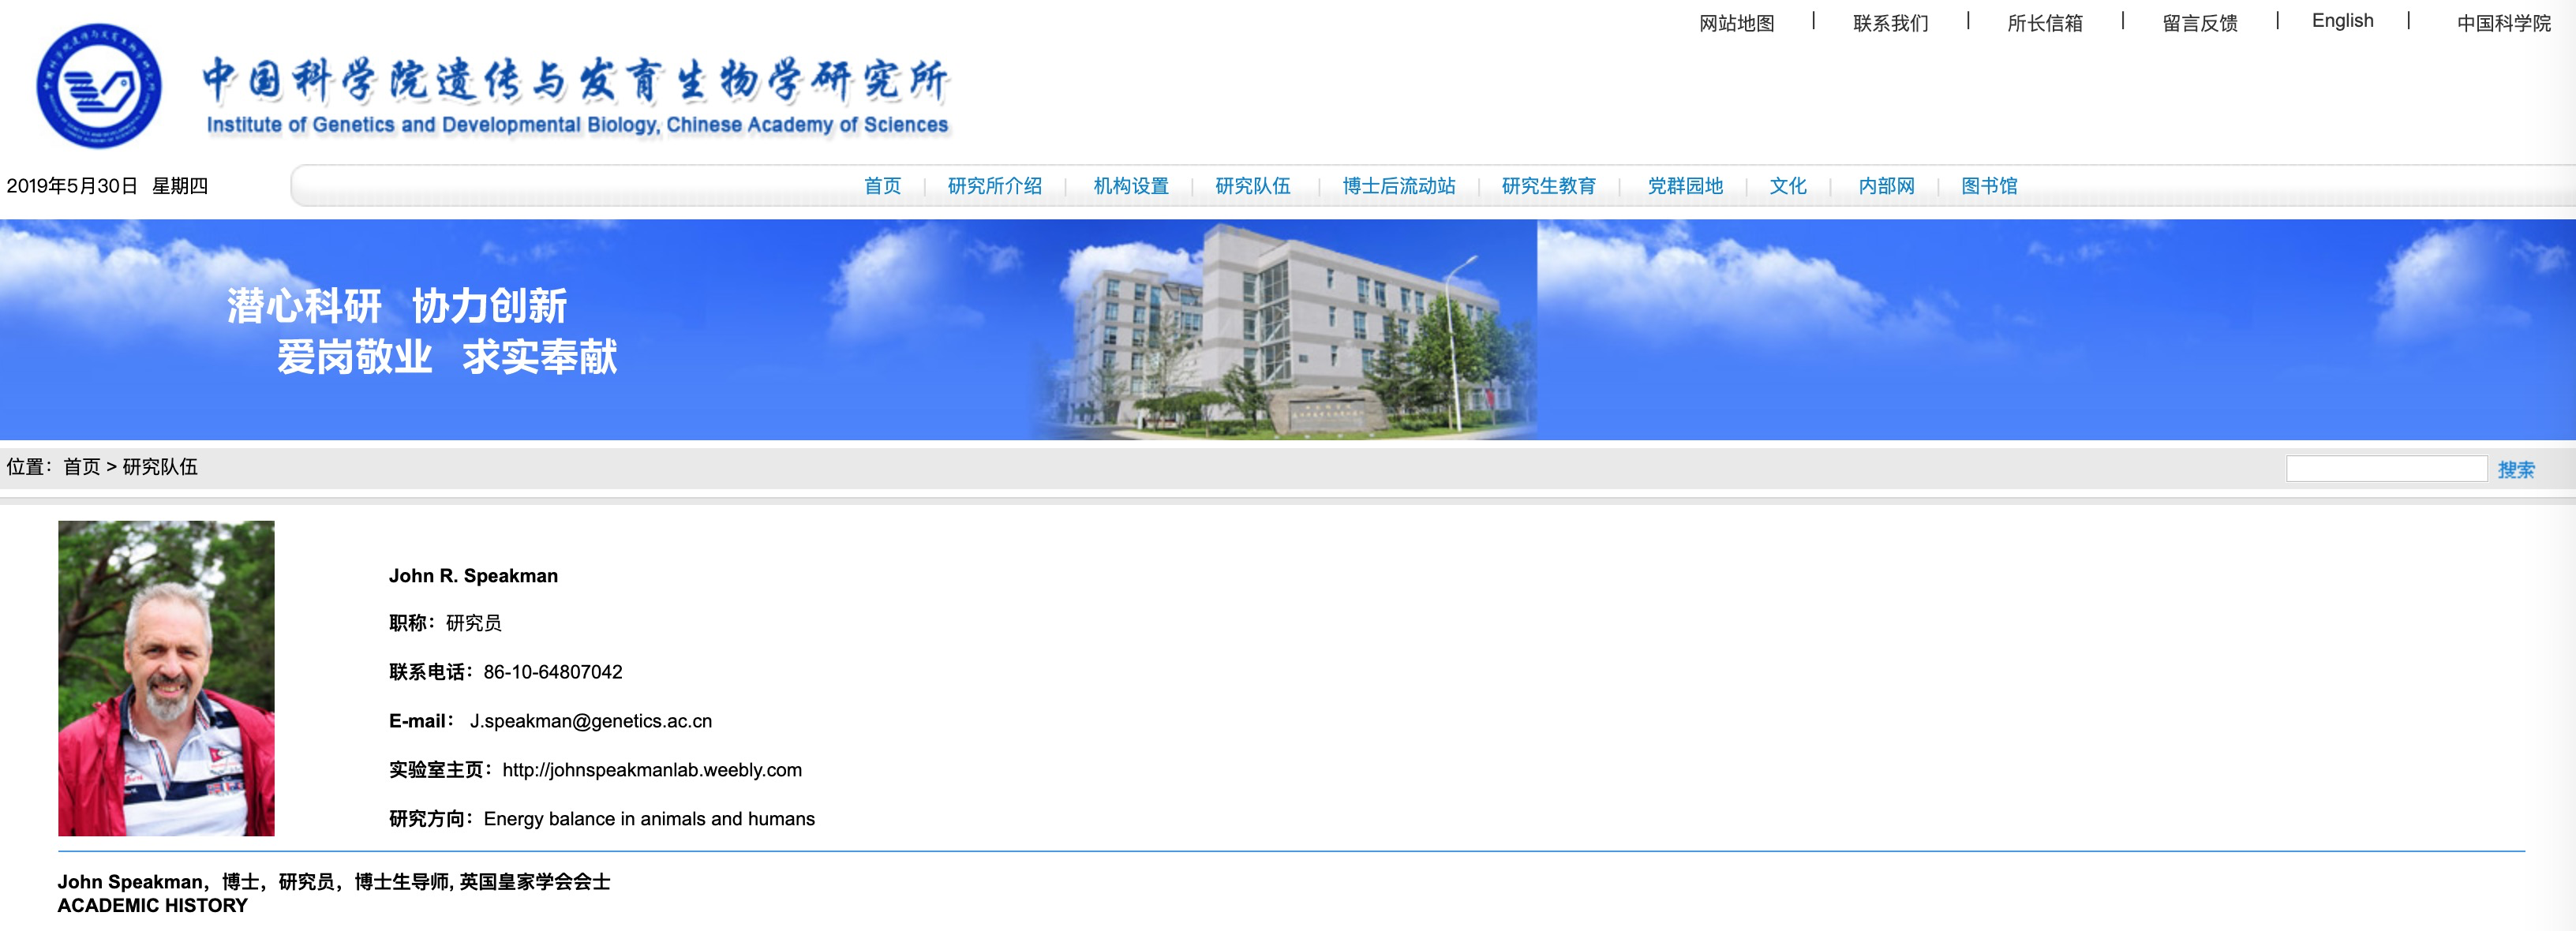 网站地图 | 联系我们 | 所长信箱 | 留言反馈 | English | 中国科学院
中国科学院遗传与发育生物学研究所
Institute of Genetics and Developmental Biology, Chinese Academy of Sciences
2019年5月30日 星期四
首页 | 研究所介绍 | 机构设置 | 研究队伍 | 博士后流动站 | 研究生教育 | 党群园地 | 文化 | 内部网 | 图书馆
潜心科研 协力创新
爱岗敬业 求实奉献
位置：首页 > 研究队伍
搜索
John R. Speakman
职称：研究员
联系电话：86-10-64807042
E-mail： J.speakman@genetics.ac.cn
实验室主页：http://johnspeakmanlab.weebly.com
研究方向：Energy balance in animals and humans
John Speakman，博士，研究员，博士生导师, 英国皇家学会会士
ACADEMIC HISTORY